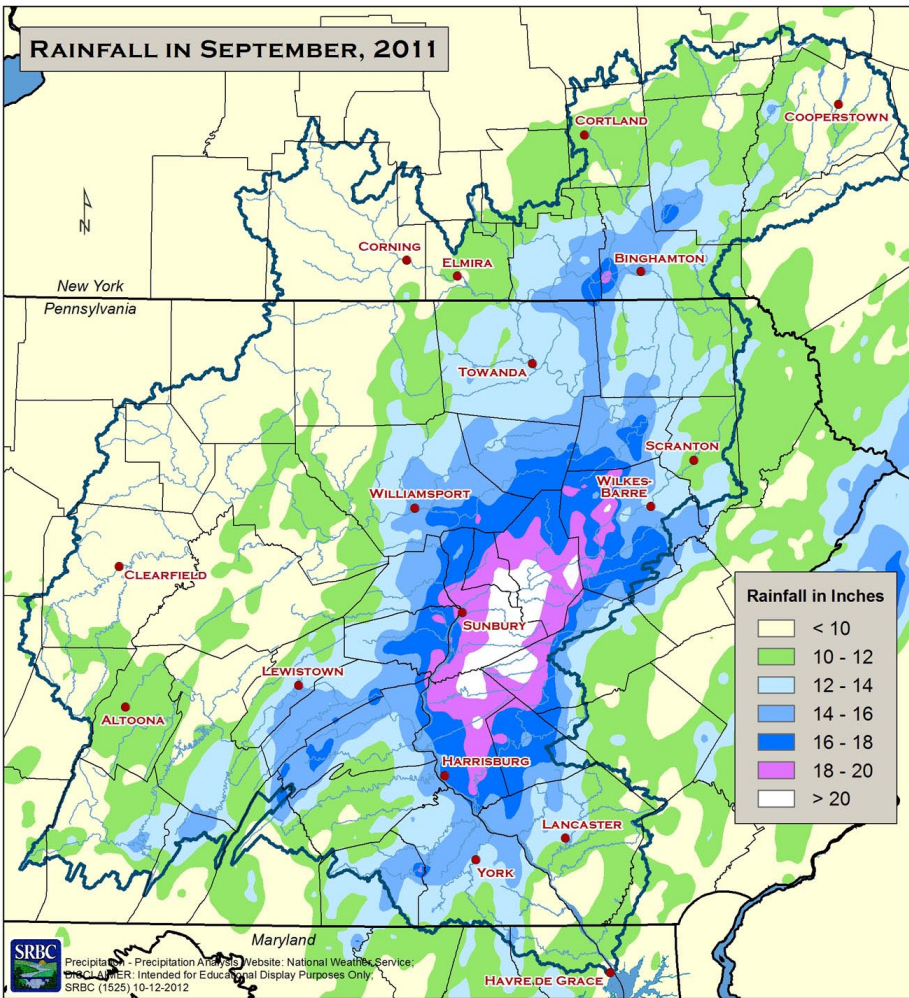 RAINFALL IN SEPTEMBER, 2011
CORTLAND
COOPERSTOWN
CORNING
ELMIRA
BINGHAMTON
New York
Pennsylvania
TOWANDA
SCRANTON
WILKES-
BARRE
WILLIAMSPORT
CLEARFIELD
SUNBURY
LEWISTOWN
ALTOONA
HARRISBURG
LANCASTER
YORK
Rainfall in Inches
< 10
10 - 12
12 - 14
14 - 16
16 - 18
18 - 20
> 20
Maryland
HAVRE DE GRACE
N
SRBC
Precipitation - Precipitation Analysis Website: National Weather Service;
DISCLAIMER: Intended for Educational Display Purposes Only;
SRBC (1525) 10-12-2012